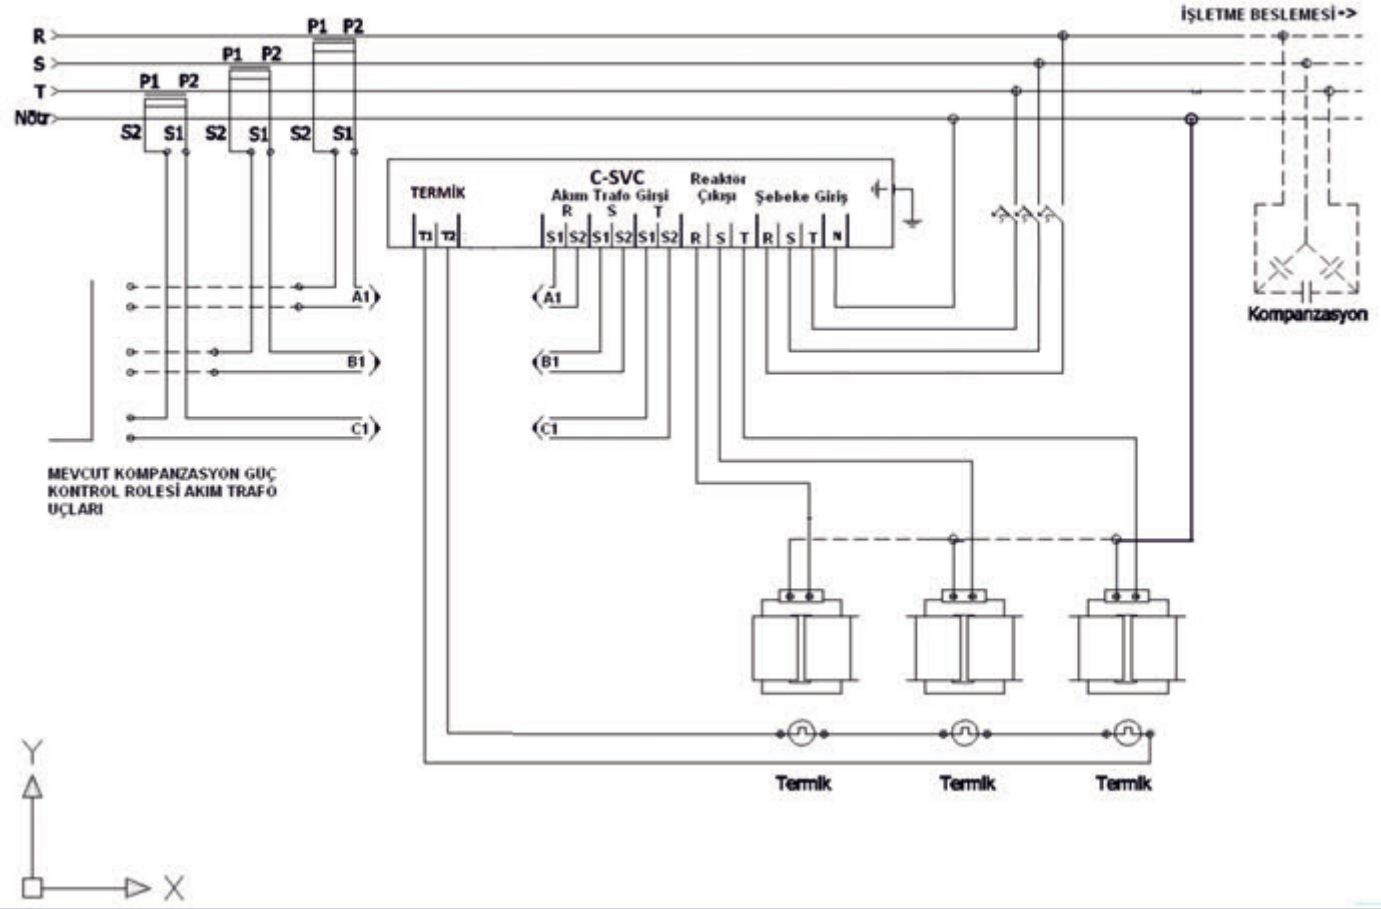 İŞLETME BESLEMESİ->
P1 P2
R
P1 P2
S
P1 P2
T
Nötr
S2 S1 S2 S1 S2 S1
C-SVC
TERMİK
Akım Trafo Girşi
Reaktör
Çıkışı
Şebeke Giriş
R S T
T1 T2 S1 S2 S1 S2 S1 S2 R S T R S T N
A1 A1
Kompanzasyon
B1 B1
C1 C1
MEVCUT KOMPANZASYON GÜÇ
KONTROL ROLESİ AKIM TRAFO
UÇLARI
Termik Termik Termik
Y
X